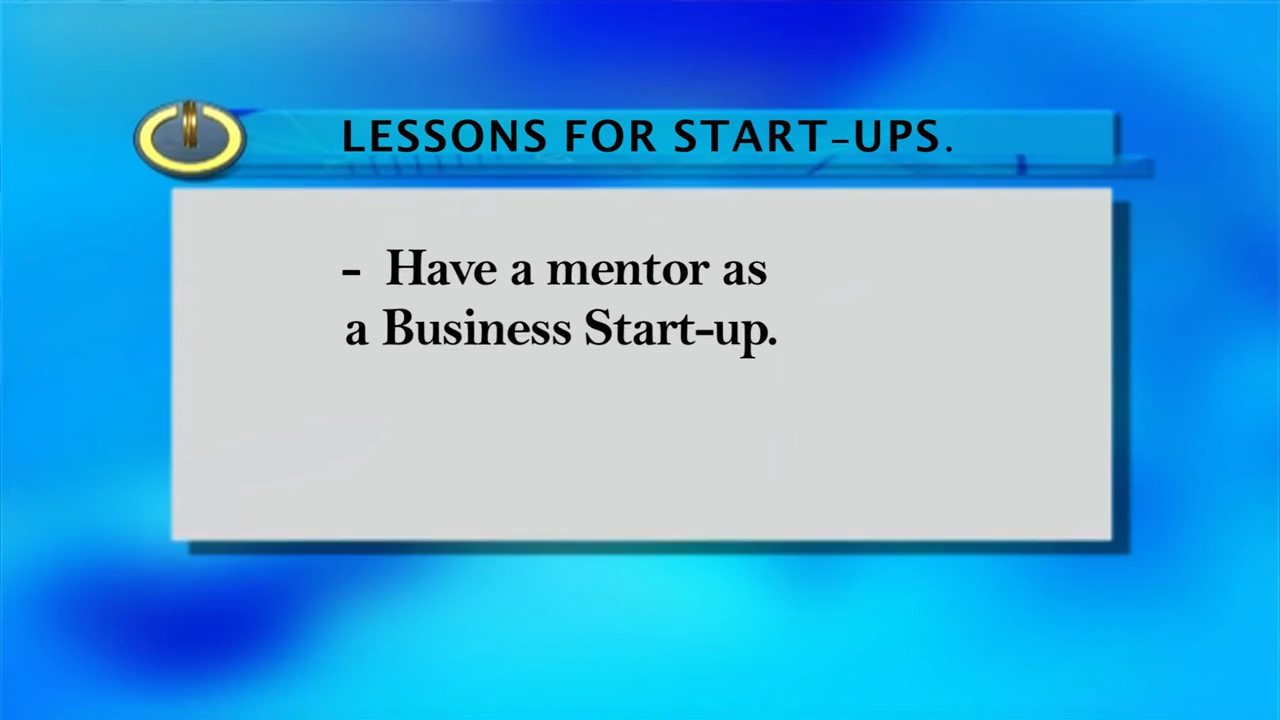 LESSONS FOR START-UPS.
- Have a mentor as
a Business Start-up.